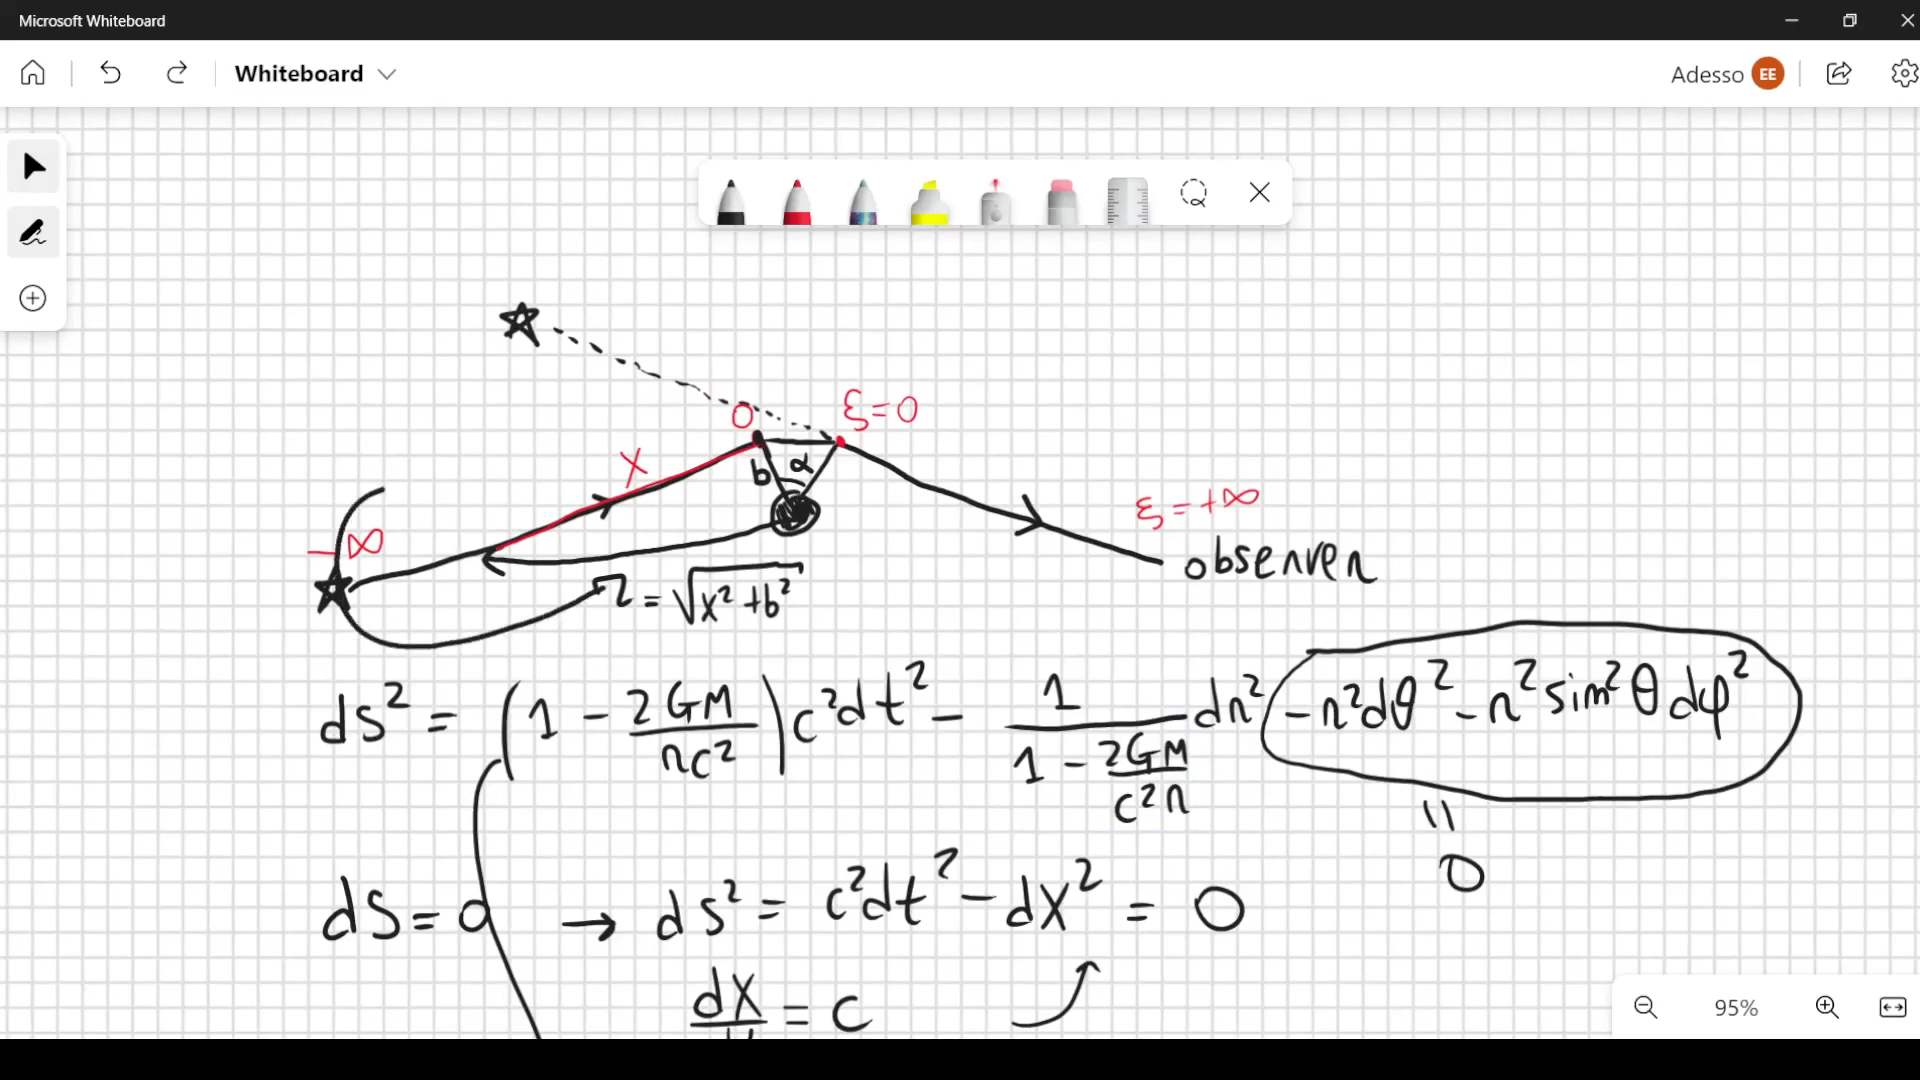 Microsoft Whiteboard
Whiteboard
Adesso EE
0 ξ=0
X
b α
-∞
ξ=+∞
observer
r = √(x²+b²)
ds² = (1 - 2GM/rc²) c²dt² - 1/(1 - 2GM/c²r) dr² - r²dθ² - r² sin²θ dφ²
=
0
ds=0 → ds² = c²dt² - dx² = 0
dx/ = c
95%